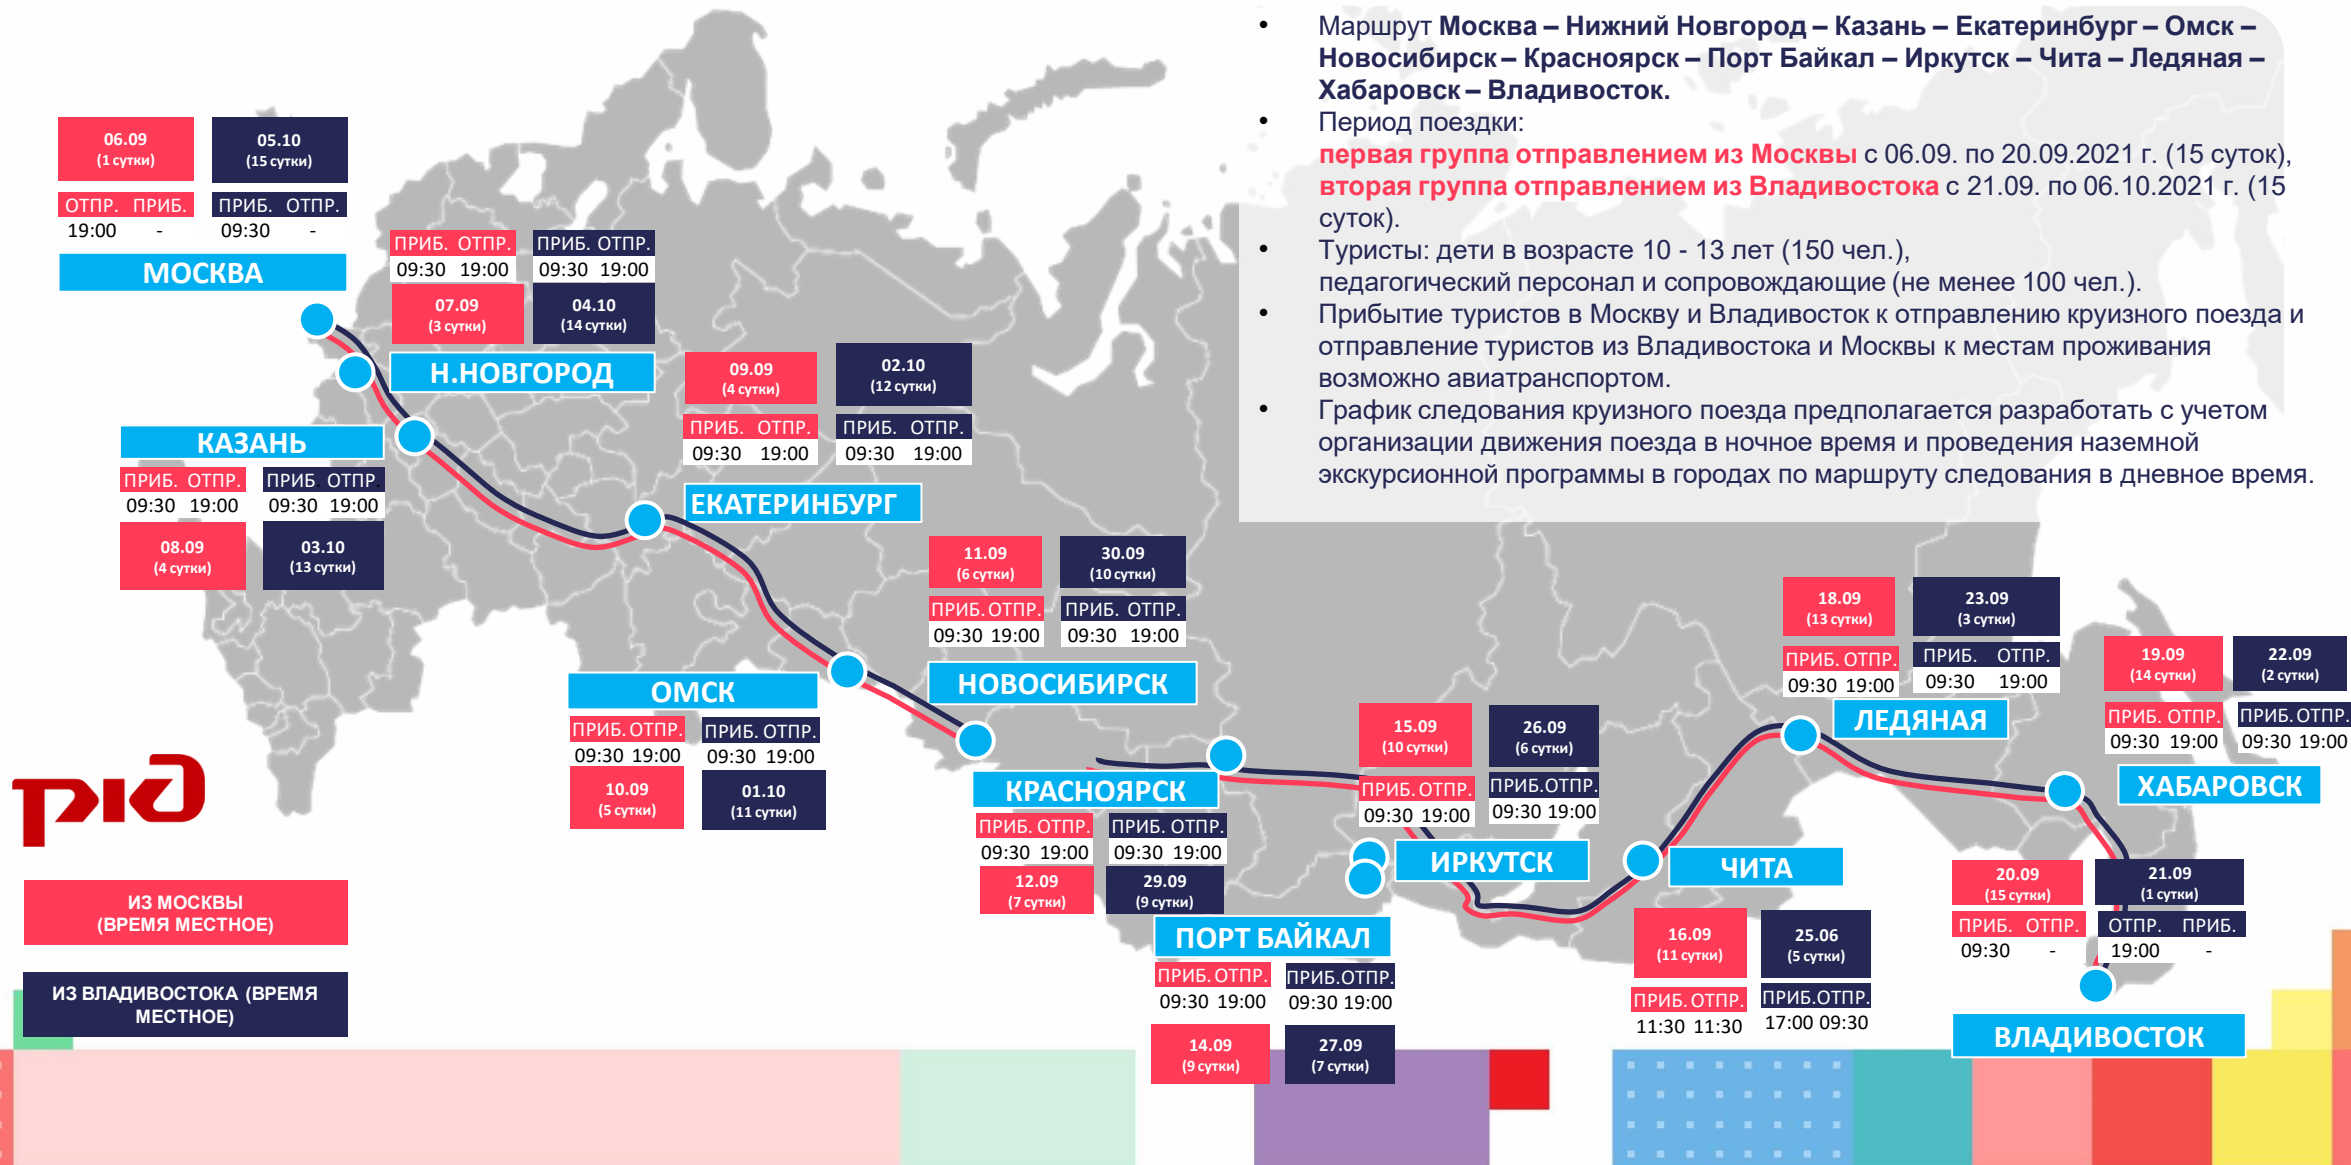 • Маршрут Москва – Нижний Новгород – Казань – Екатеринбург – Омск –
Новосибирск – Красноярск – Порт Байкал – Иркутск – Чита – Ледяная –
Хабаровск – Владивосток.
• Период поездки:
первая группа отправлением из Москвы с 06.09. по 20.09.2021 г. (15 суток),
вторая группа отправлением из Владивостока с 21.09. по 06.10.2021 г. (15
суток).
• Туристы: дети в возрасте 10 - 13 лет (150 чел.),
педагогический персонал и сопровождающие (не менее 100 чел.).
• Прибытие туристов в Москву и Владивосток к отправлению круизного поезда и
отправление туристов из Владивостока и Москвы к местам проживания
возможно авиатранспортом.
• График следования круизного поезда предполагается разработать с учетом
организации движения поезда в ночное время и проведения наземной
экскурсионной программы в городах по маршруту следования в дневное время.
06.09
(1 сутки)
05.10
(15 сутки)
ОТПР. ПРИБ.
19:00 -
ПРИБ. ОТПР.
09:30 -
МОСКВА
ПРИБ. ОТПР.
09:30 19:00
ПРИБ. ОТПР.
09:30 19:00
07.09
(3 сутки)
04.10
(14 сутки)
Н.НОВГОРОД
КАЗАНЬ
ПРИБ. ОТПР.
09:30 19:00
ПРИБ. ОТПР.
09:30 19:00
08.09
(4 сутки)
03.10
(13 сутки)
09.09
(4 сутки)
02.10
(12 сутки)
ПРИБ. ОТПР.
09:30 19:00
ПРИБ. ОТПР.
09:30 19:00
ЕКАТЕРИНБУРГ
ОМСК
ПРИБ. ОТПР.
09:30 19:00
ПРИБ. ОТПР.
09:30 19:00
10.09
(5 сутки)
01.10
(11 сутки)
11.09
(6 сутки)
30.09
(10 сутки)
ПРИБ. ОТПР.
09:30 19:00
ПРИБ. ОТПР.
09:30 19:00
НОВОСИБИРСК
КРАСНОЯРСК
ПРИБ. ОТПР.
09:30 19:00
ПРИБ. ОТПР.
09:30 19:00
12.09
(7 сутки)
29.09
(9 сутки)
ПОРТ БАЙКАЛ
ПРИБ. ОТПР.
09:30 19:00
ПРИБ.ОТПР.
09:30 19:00
14.09
(9 сутки)
27.09
(7 сутки)
15.09
(10 сутки)
26.09
(6 сутки)
ПРИБ. ОТПР.
09:30 19:00
ПРИБ.ОТПР.
09:30 19:00
ИРКУТСК
ЧИТА
16.09
(11 сутки)
25.06
(5 сутки)
ПРИБ. ОТПР.
11:30 11:30
ПРИБ.ОТПР.
17:00 09:30
18.09
(13 сутки)
23.09
(3 сутки)
ПРИБ. ОТПР.
09:30 19:00
ПРИБ. ОТПР.
09:30 19:00
ЛЕДЯНАЯ
19.09
(14 сутки)
22.09
(2 сутки)
ПРИБ. ОТПР.
09:30 19:00
ПРИБ.ОТПР.
09:30 19:00
ХАБАРОВСК
20.09
(15 сутки)
21.09
(1 сутки)
ПРИБ. ОТПР.
09:30 -
ОТПР. ПРИБ.
19:00 -
ВЛАДИВОСТОК
ржд
ИЗ МОСКВЫ
(ВРЕМЯ МЕСТНОЕ)
ИЗ ВЛАДИВОСТОКА (ВРЕМЯ
МЕСТНОЕ)